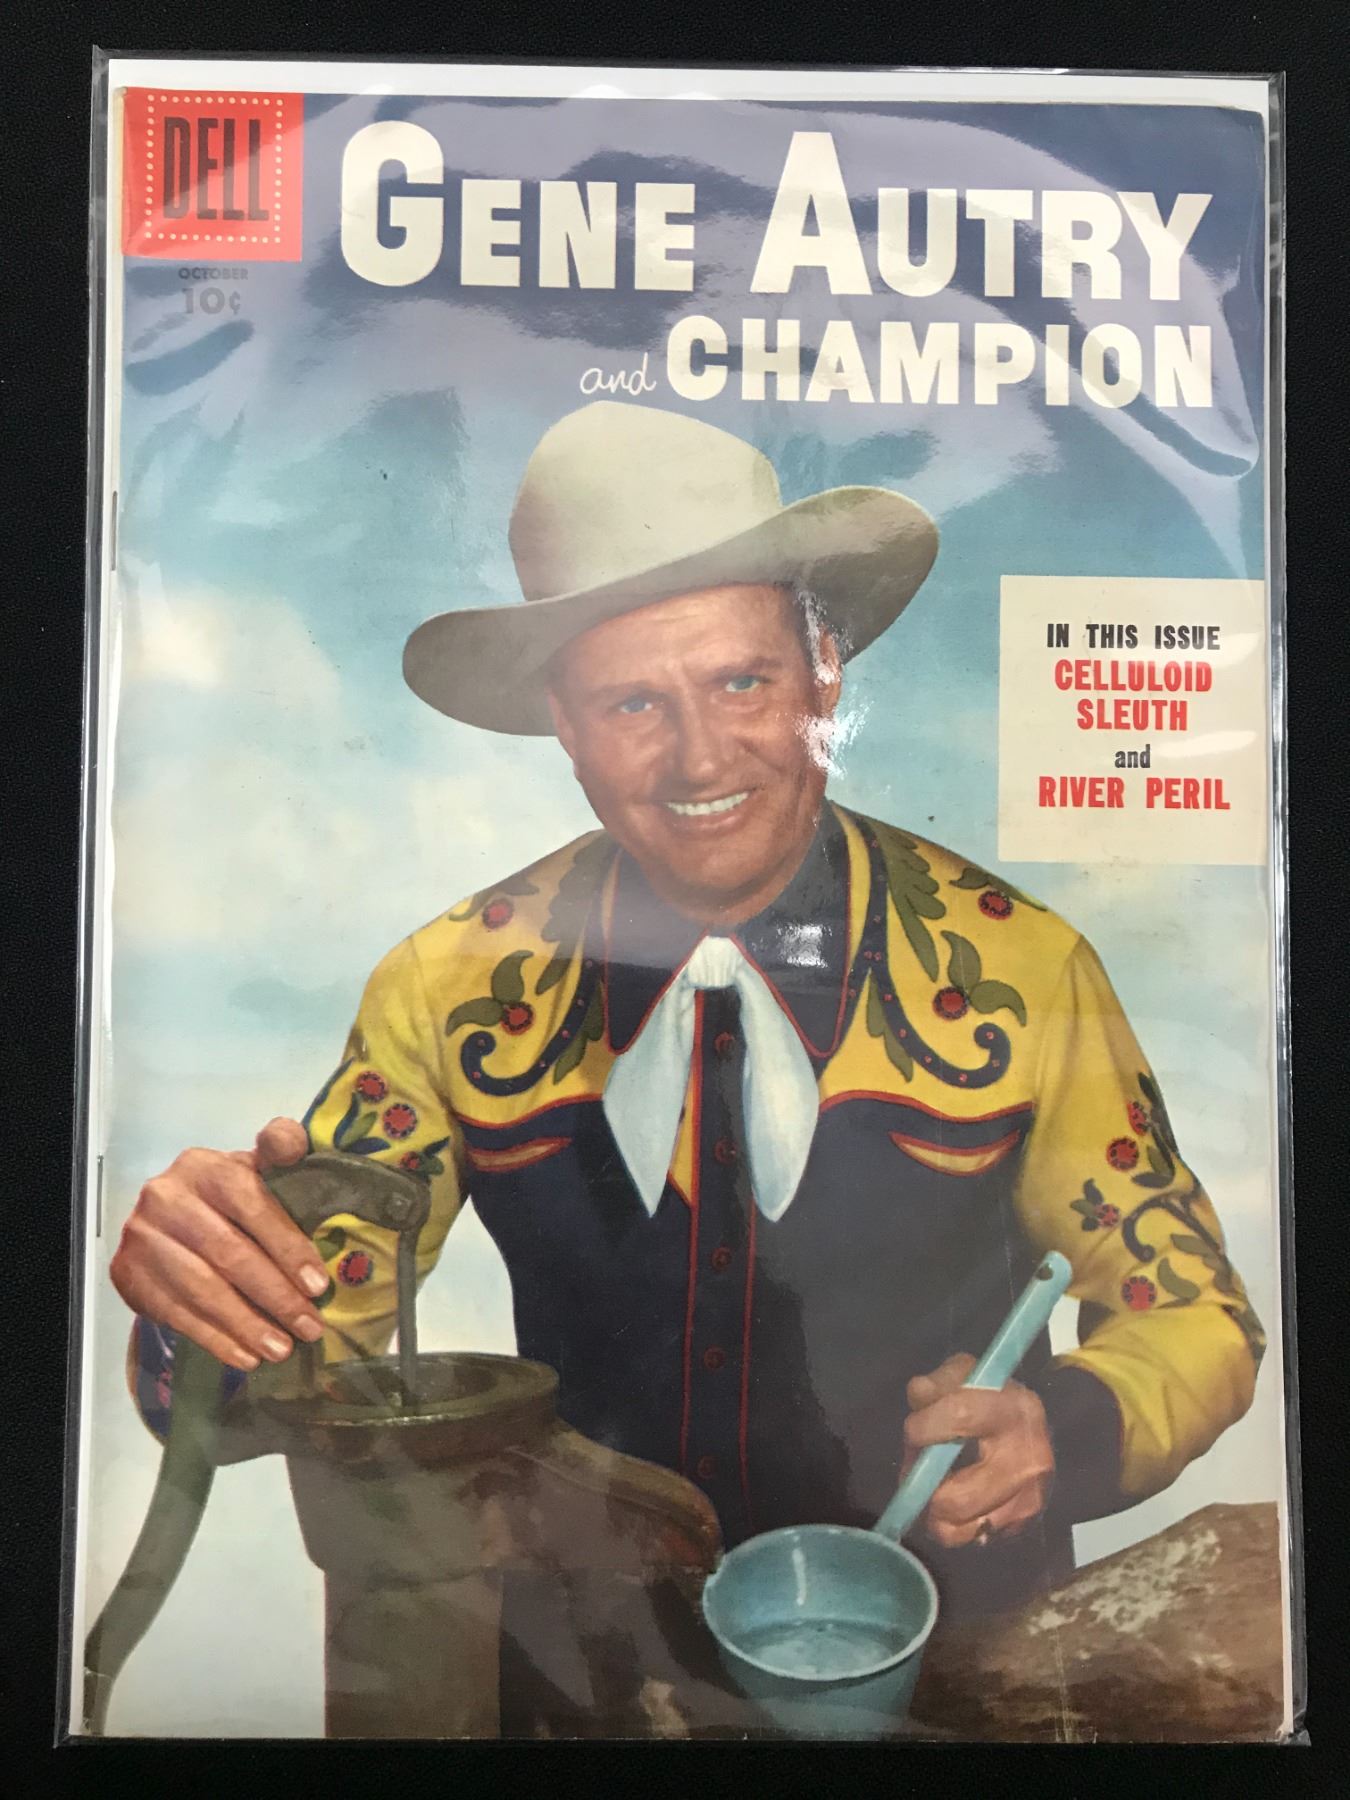 DELL
OCTOBER
10¢
GENE AUTRY
and CHAMPION
IN THIS ISSUE
CELLULOID
SLEUTH
and
RIVER PERIL